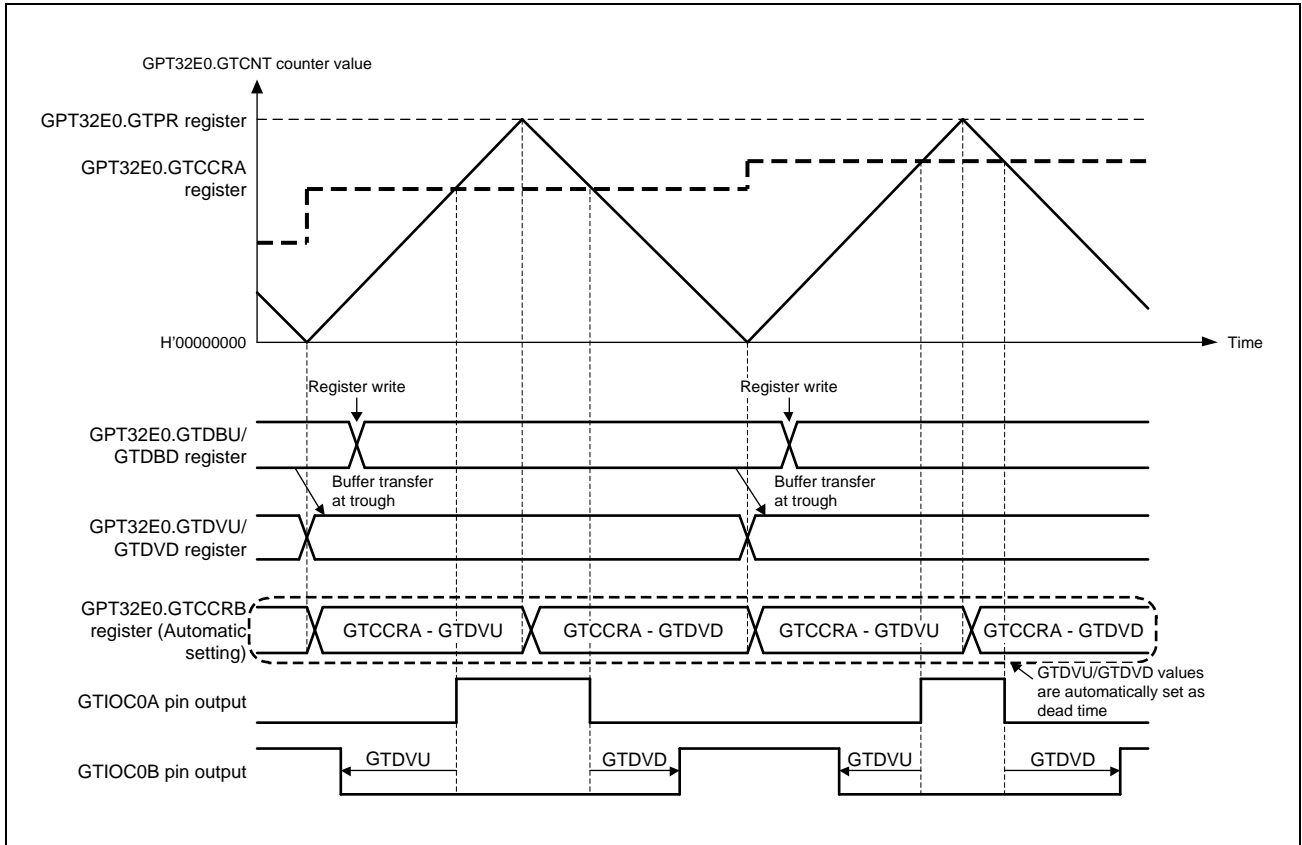 GPT32E0.GTCNT counter value
GPT32E0.GTPR register
GPT32E0.GTCCRA
register
H'00000000
Time
Register write
Register write
GPT32E0.GTDBU/
GTDBD register
Buffer transfer
at trough
Buffer transfer
at trough
GPT32E0.GTDVU/
GTDVD register
GPT32E0.GTCCRB
register (Automatic
setting)
GTCCRA - GTDVU
GTCCRA - GTDVD
GTCCRA - GTDVU
GTCCRA - GTDVD
GTDVU/GTDVD values
are automatically set as
dead time
GTIOC0A pin output
GTIOC0B pin output
GTDVU
GTDVD
GTDVU
GTDVD